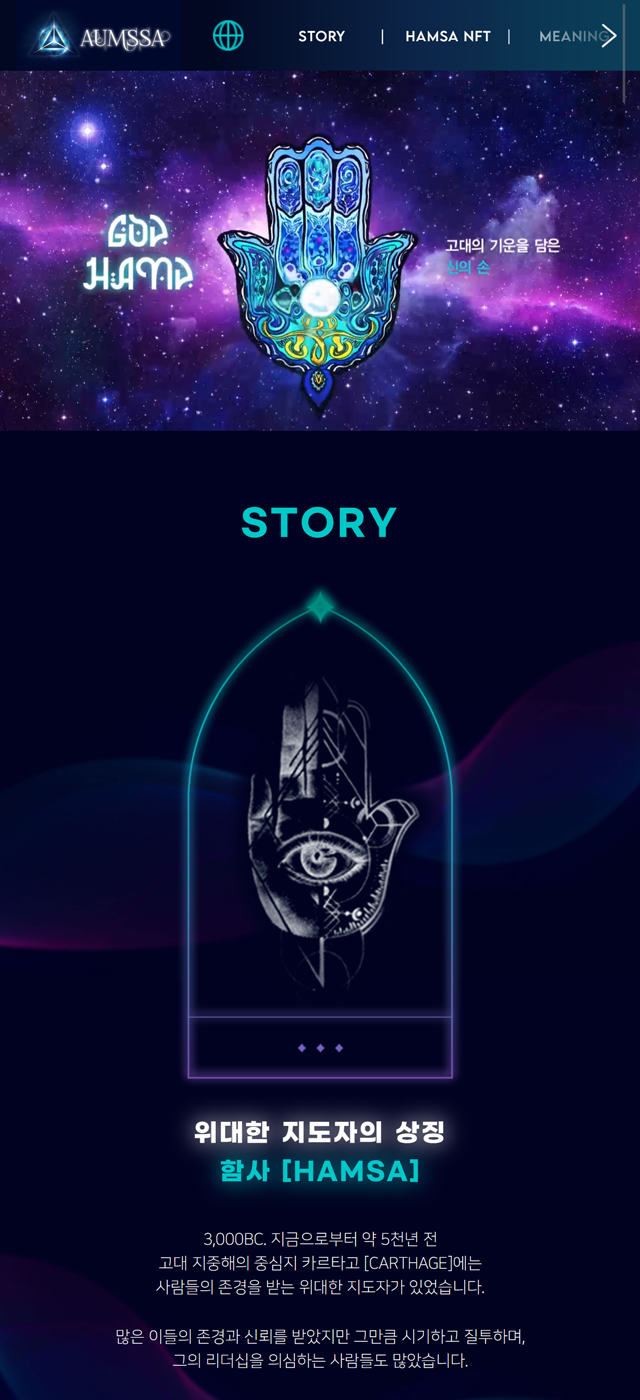 AUMSSA
STORY | HAMSA NFT | MEANING
GOD
HAND
고대의 기운을 담은
신의 손
STORY
위대한 지도자의 상징
함사 [HAMSA]
3,000BC. 지금으로부터 약 5천년 전
고대 지중해의 중심지 카르타고 [CARTHAGE]에는
사람들의 존경을 받는 위대한 지도자가 있었습니다.
많은 이들의 존경과 신뢰를 받았지만 그만큼 시기하고 질투하며,
그의 리더십을 의심하는 사람들도 많았습니다.